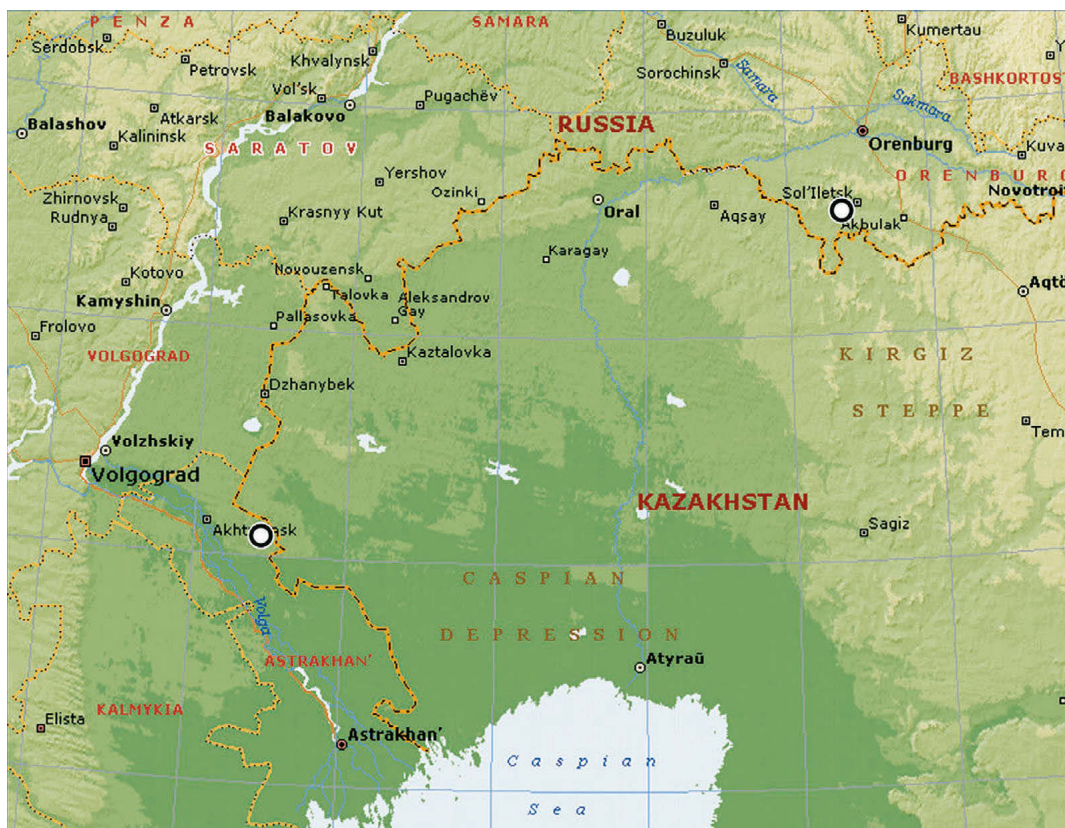 PENZA
SAMARA
Serdobsk
Petrovsk
Khvalynsk
Buzuluk
Kumertau
Sorochinsk
Samara
BASHKORTOS
Vol'sk
Pugachëv
Atkarsk
Balakovo
Sakmara
Balashov
Kalininsk
RUSSIA
Orenburg
SARATOV
Kuva
Yershov
ORENBURG
Ozinki
Sol'Iletsk
Novotroit
Zhirnovsk
Rudnya
Krasnyy Kut
Oral
Aqsay
Akbulak
Karagay
Kotovo
Novouzensk
Talovka
Aleksandrov
Gay
Aqtö
Kamyshin
Pallasovka
Frolovo
VOLGOGRAD
Kaztalovka
KIRGIZ
STEPPE
Dzhanybek
Tem
Volzhskiy
Volgograd
KAZAKHSTAN
Sagiz
CASPIAN
DEPRESSION
Volga
ASTRAKHAN'
Atyraū
KALMYKIA
Elista
Astrakhan'
Caspian
Sea